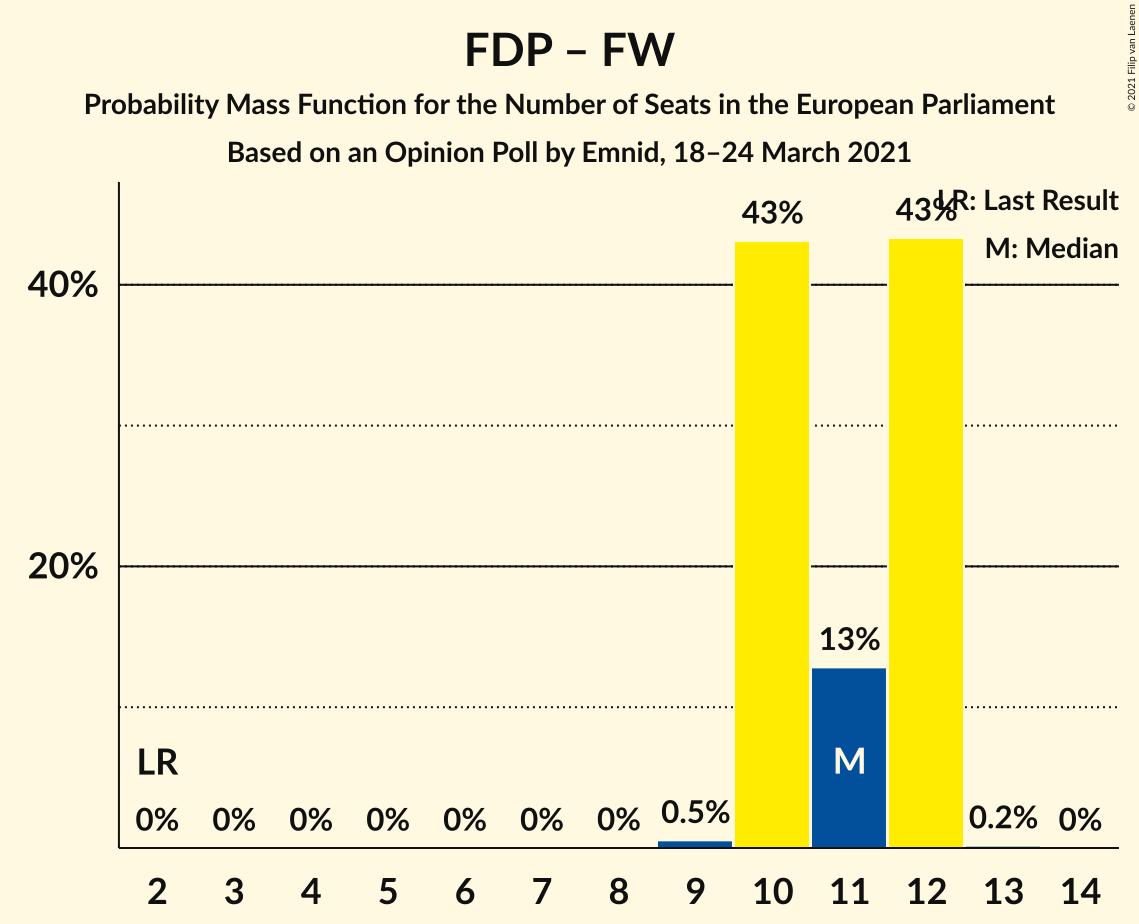 FDP – FW
Probability Mass Function for the Number of Seats in the European Parliament
Based on an Opinion Poll by Emnid, 18–24 March 2021
© 2021 Filip van Laenen
LR: Last Result
M: Median
43%
43%
40%
20%
13%
M
LR
0%
0%
0%
0%
0%
0%
0%
0.5%
0.2%
0%
2 3 4 5 6 7 8 9 10 11 12 13 14